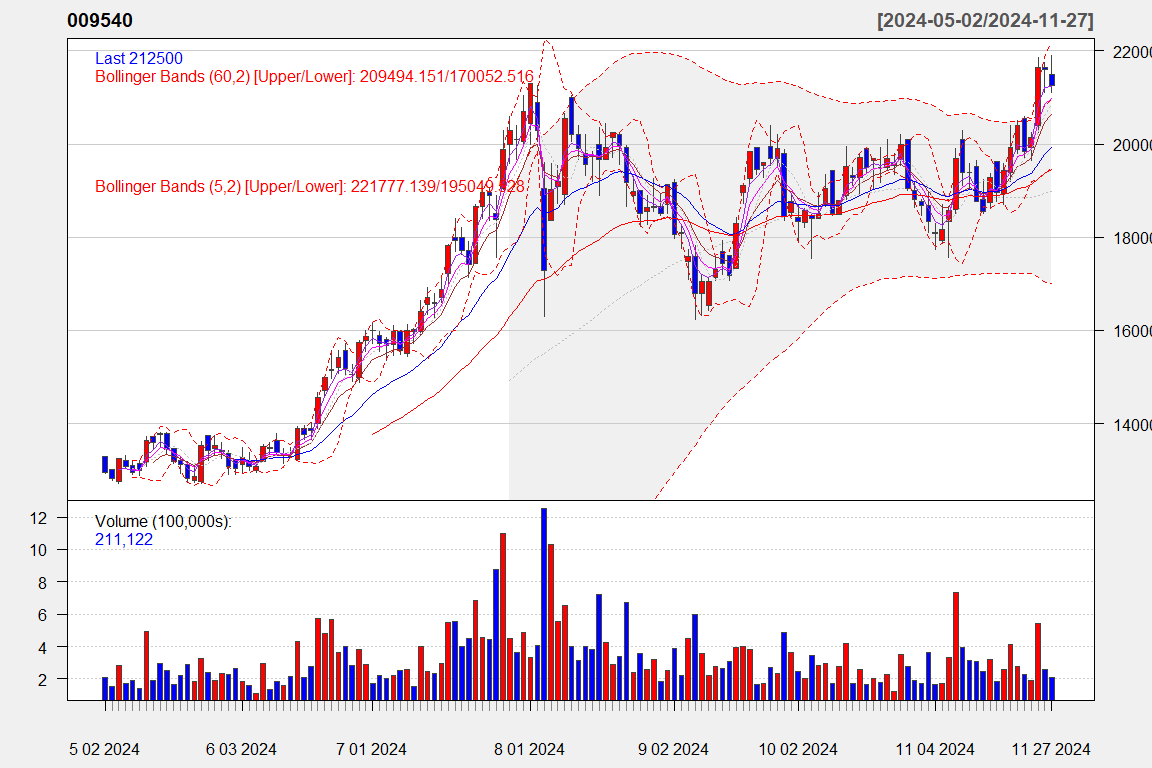 009540 [2024-05-02/2024-11-27]
Last 212500
Bollinger Bands (60,2) [Upper/Lower]: 209494.151/170052.516
22000
20000
Bollinger Bands (5,2) [Upper/Lower]: 221777.139/195049.
18000
16000
14000
Volume (100,000s):
211,122
12
10
8
6
4
2
5 02 2024 6 03 2024 7 01 2024 8 01 2024 9 02 2024 10 02 2024 11 04 2024 11 27 2024